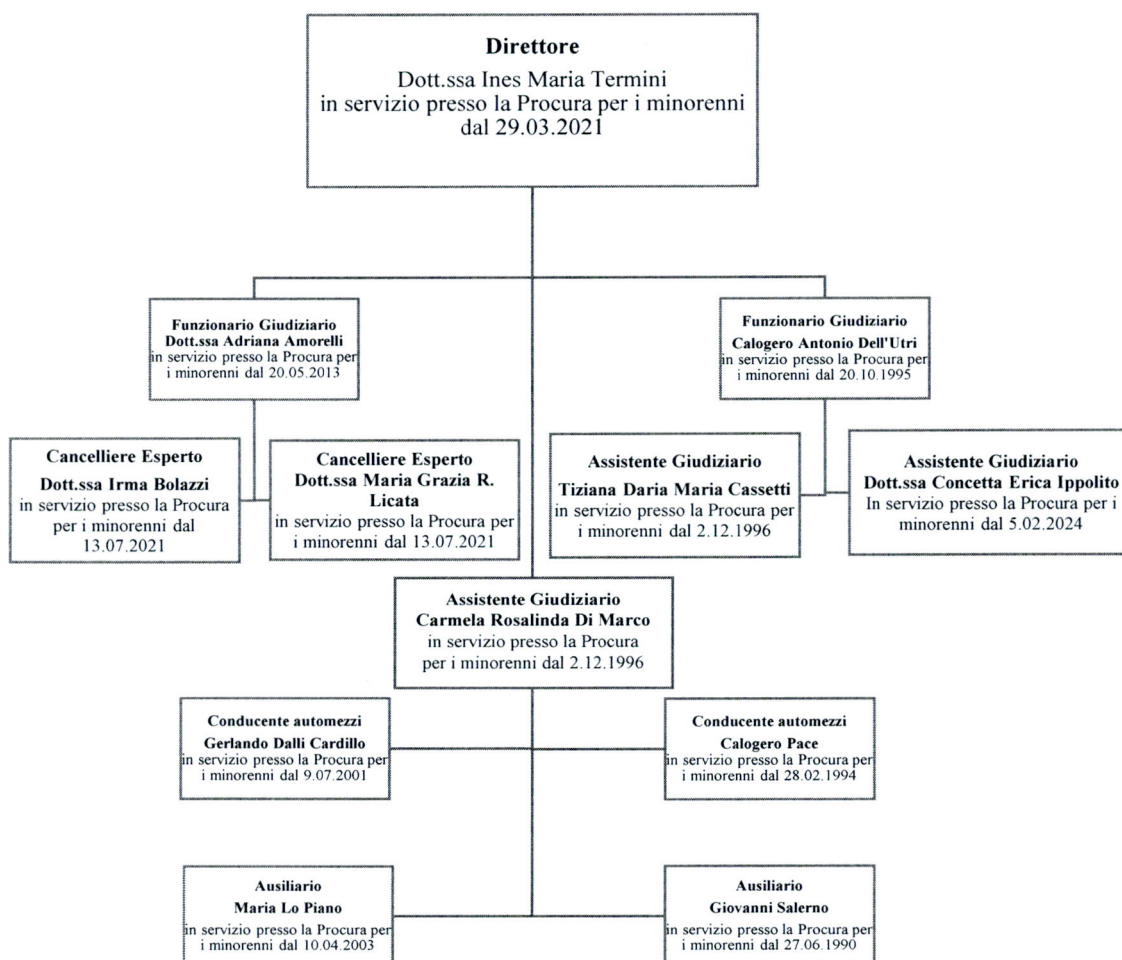 Direttore
Dott.ssa Ines Maria Termini
in servizio presso la Procura per i minorenni
dal 29.03.2021
Funzionario Giudiziario
Dott.ssa Adriana Amorelli
in servizio presso la Procura per
i minorenni dal 20.05.2013
Funzionario Giudiziario
Calogero Antonio Dell'Utri
in servizio presso la Procura per
i minorenni dal 20.10.1995
Cancelliere Esperto
Dott.ssa Irma Bolazzi
in servizio presso la Procura
per i minorenni dal
13.07.2021
Cancelliere Esperto
Dott.ssa Maria Grazia R.
Licata
in servizio presso la Procura per
i minorenni dal 13.07.2021
Assistente Giudiziario
Tiziana Daria Maria Cassetti
in servizio presso la Procura per
i minorenni dal 2.12.1996
Assistente Giudiziario
Dott.ssa Concetta Erica Ippolito
In servizio presso la Procura per i
minorenni dal 5.02.2024
Assistente Giudiziario
Carmela Rosalinda Di Marco
in servizio presso la Procura
per i minorenni dal 2.12.1996
Conducente automezzi
Gerlando Dalli Cardillo
in servizio presso la Procura per
i minorenni dal 9.07.2001
Conducente automezzi
Calogero Pace
in servizio presso la Procura per
i minorenni dal 28.02.1994
Ausiliario
Maria Lo Piano
in servizio presso la Procura per
i minorenni dal 10.04.2003
Ausiliario
Giovanni Salerno
in servizio presso la Procura per
i minorenni dal 27.06.1990